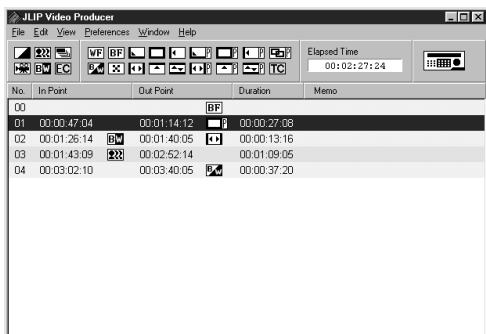 JLIP Video Producer
File Edit View Preferences Window Help
WF BF P P P P Elapsed Time
BW EC B/W P P P P TC 00:02:27:24
No. In Point Out Point Duration Memo
00 BF
01 00:00:47:04 00:01:14:12 P 00:00:27:08
02 00:01:26:14 BW 00:01:40:05 00:00:13:16
03 00:01:43:09 00:02:52:14 00:01:09:05
04 00:03:02:10 00:03:40:05 B/W 00:00:37:20